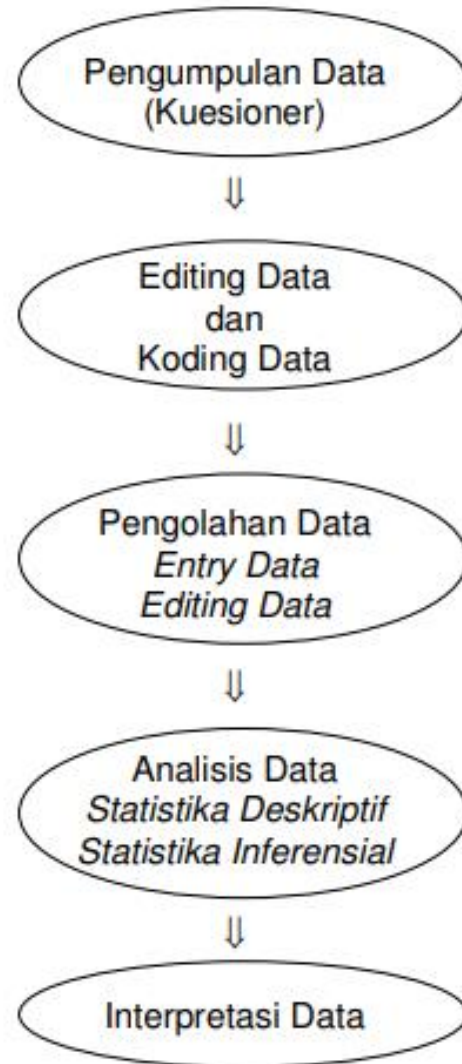 Pengumpulan Data
(Kuesioner)
⇓
Editing Data
dan
Koding Data
⇓
Pengolahan Data
Entry Data
Editing Data
⇓
Analisis Data
Statistika Deskriptif
Statistika Inferensial
⇓
Interpretasi Data